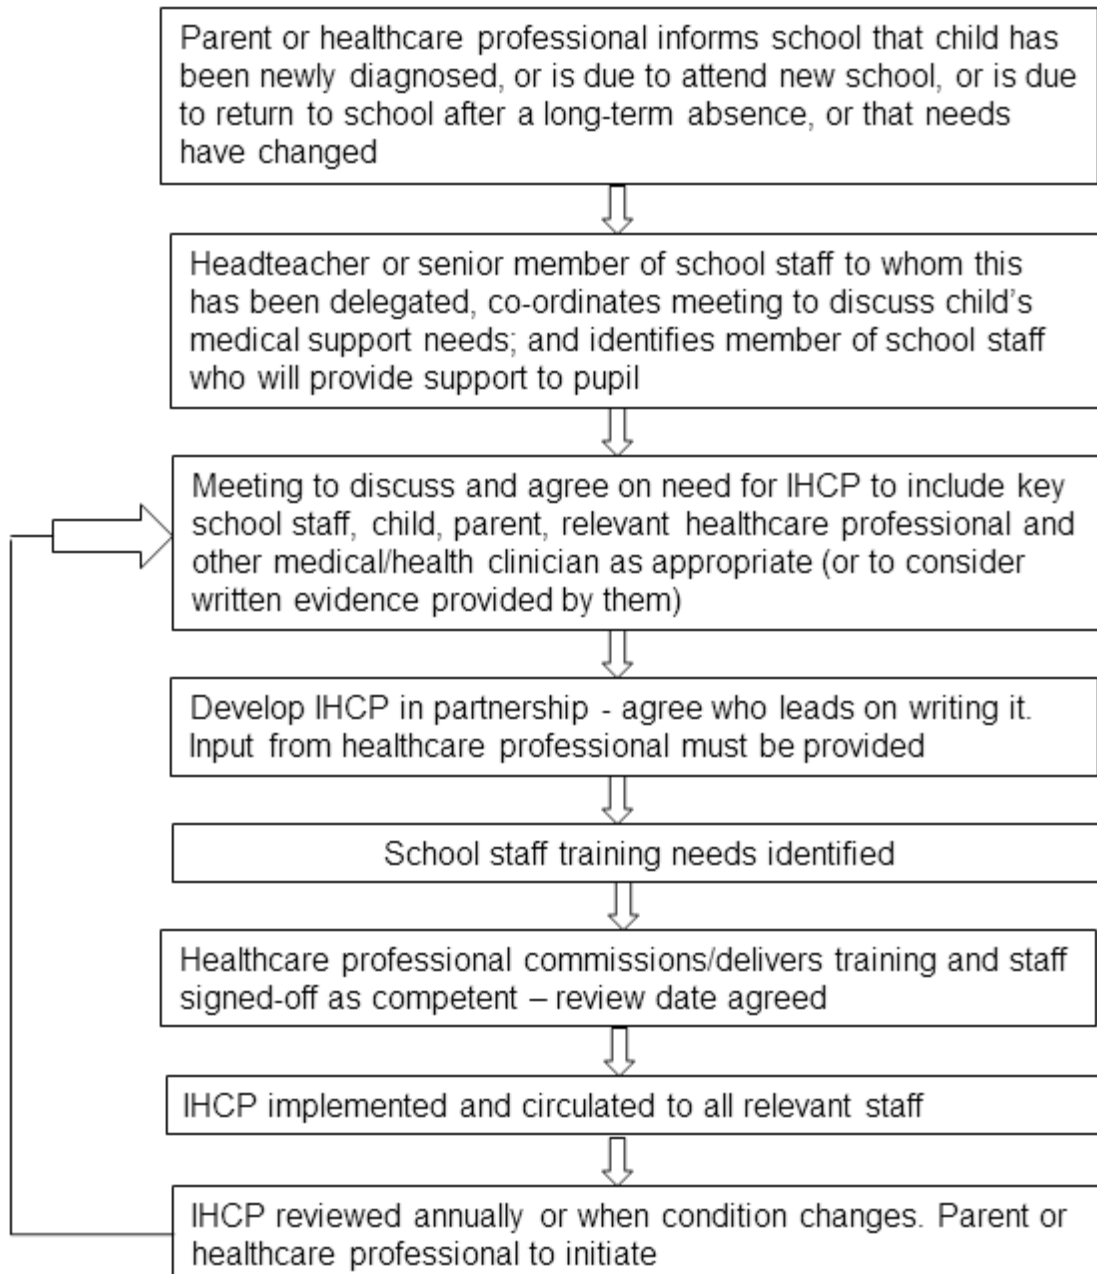 Parent or healthcare professional informs school that child has
been newly diagnosed, or is due to attend new school, or is due
to return to school after a long-term absence, or that needs
have changed
Headteacher or senior member of school staff to whom this
has been delegated, co-ordinates meeting to discuss child's
medical support needs; and identifies member of school staff
who will provide support to pupil
Meeting to discuss and agree on need for IHCP to include key
school staff, child, parent, relevant healthcare professional and
other medical/health clinician as appropriate (or to consider
written evidence provided by them)
Develop IHCP in partnership - agree who leads on writing it.
Input from healthcare professional must be provided
School staff training needs identified
Healthcare professional commissions/delivers training and staff
signed-off as competent – review date agreed
IHCP implemented and circulated to all relevant staff
IHCP reviewed annually or when condition changes. Parent or
healthcare professional to initiate